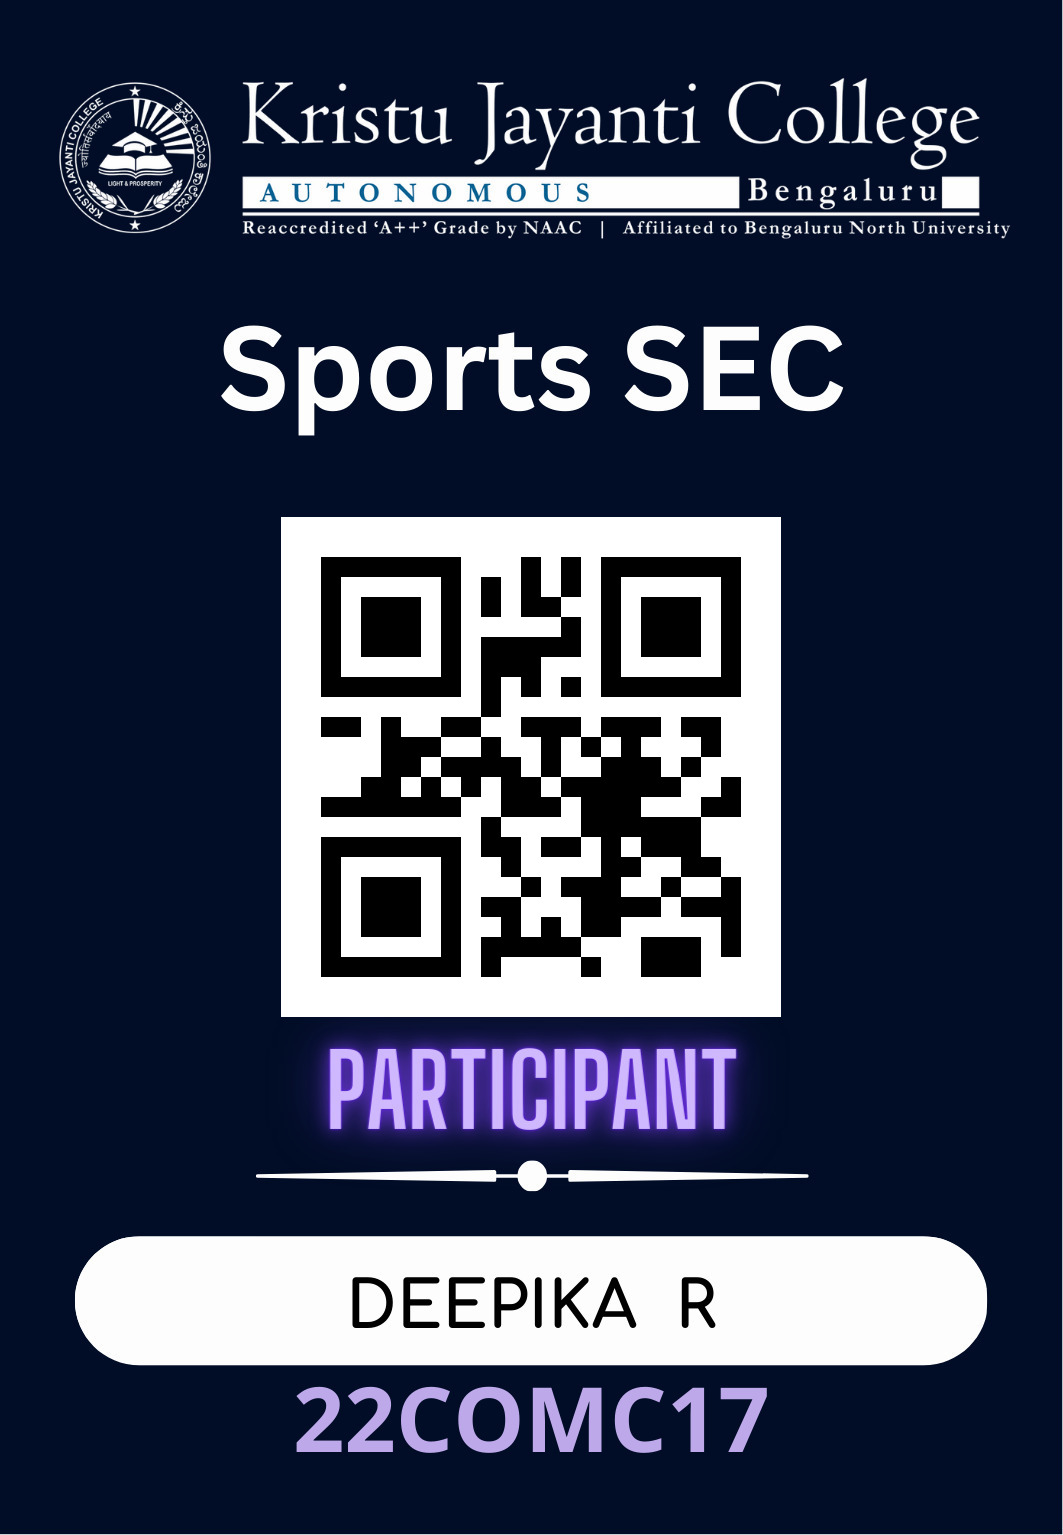 Kristu Jayanti College
AUTONOMOUS Bengaluru
Reaccredited ‘A++’ Grade by NAAC | Affiliated to Bengaluru North University
KRISTU JAYANTI COLLEGE
LIGHT & PROSPERITY
Sports SEC
PARTICIPANT
DEEPIKA R
22COMC17